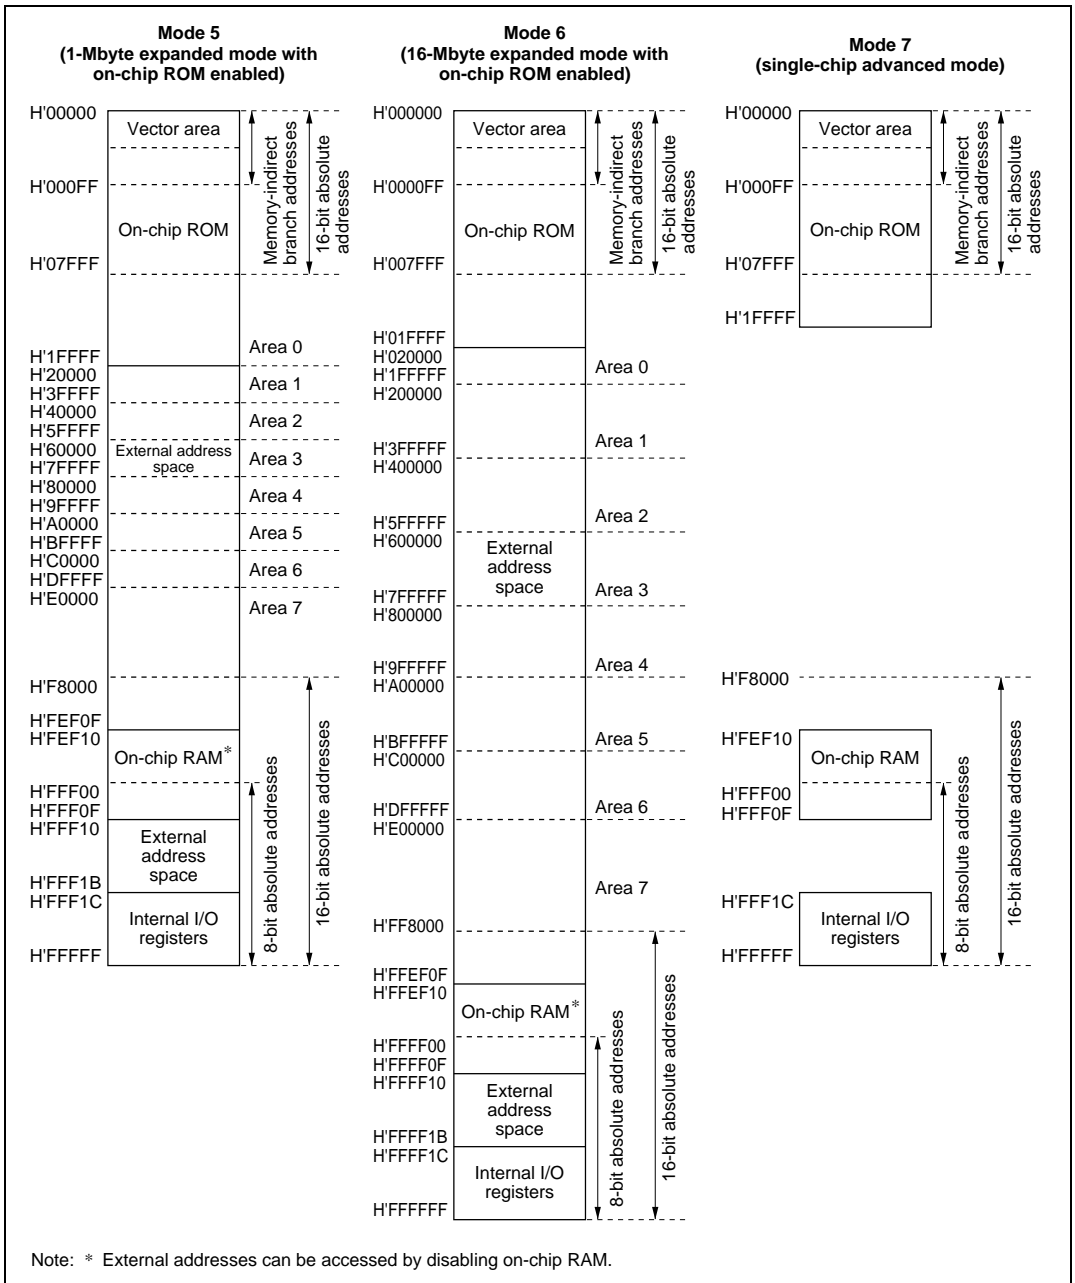 Mode 5
(1-Mbyte expanded mode with
on-chip ROM enabled)
H'00000
Vector area
H'000FF
On-chip ROM
H'07FFF
Memory-indirect
branch addresses
16-bit absolute
addresses
H'1FFFF
H'20000
H'3FFFF
H'40000
H'5FFFF
H'60000
H'7FFFF
H'80000
H'9FFFF
H'A0000
H'BFFFF
H'C0000
H'DFFFF
H'E0000
External address
space
Area 0
Area 1
Area 2
Area 3
Area 4
Area 5
Area 6
Area 7
H'F8000
H'FEF0F
H'FEF10
On-chip RAM*
H'FFF00
H'FFF0F
H'FFF10
External
address
space
H'FFF1B
H'FFF1C
Internal I/O
registers
H'FFFFF
8-bit absolute addresses
16-bit absolute addresses
Mode 6
(16-Mbyte expanded mode with
on-chip ROM enabled)
H'000000
Vector area
H'0000FF
On-chip ROM
H'007FFF
Memory-indirect
branch addresses
16-bit absolute
addresses
H'01FFFF
H'020000
H'1FFFFF
H'200000
H'3FFFFF
H'400000
H'5FFFFF
H'600000
H'7FFFFF
H'800000
H'9FFFFF
H'A00000
H'BFFFFF
H'C00000
H'DFFFFF
H'E00000
External
address
space
Area 0
Area 1
Area 2
Area 3
Area 4
Area 5
Area 6
Area 7
H'FF8000
H'FFEF0F
H'FFEF10
On-chip RAM*
H'FFFF00
H'FFFF0F
H'FFFF10
External
address
space
H'FFFF1B
H'FFFF1C
Internal I/O
registers
H'FFFFFF
8-bit absolute addresses
16-bit absolute addresses
Mode 7
(single-chip advanced mode)
H'00000
Vector area
H'000FF
On-chip ROM
H'07FFF
H'1FFFF
Memory-indirect
branch addresses
16-bit absolute
addresses
H'F8000
H'FEF10
On-chip RAM
H'FFF00
H'FFF0F
H'FFF1C
Internal I/O
registers
H'FFFFF
8-bit absolute addresses
16-bit absolute addresses
Note: * External addresses can be accessed by disabling on-chip RAM.